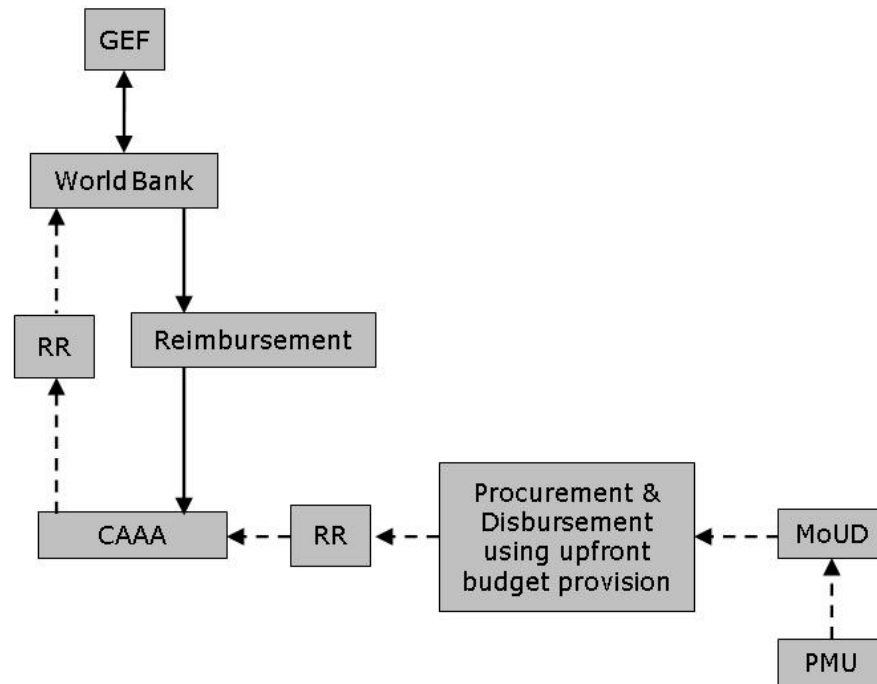 GEF
World Bank
RR
Reimbursement
CAAA
RR
Procurement &
Disbursement
using upfront
budget provision
MoUD
PMU